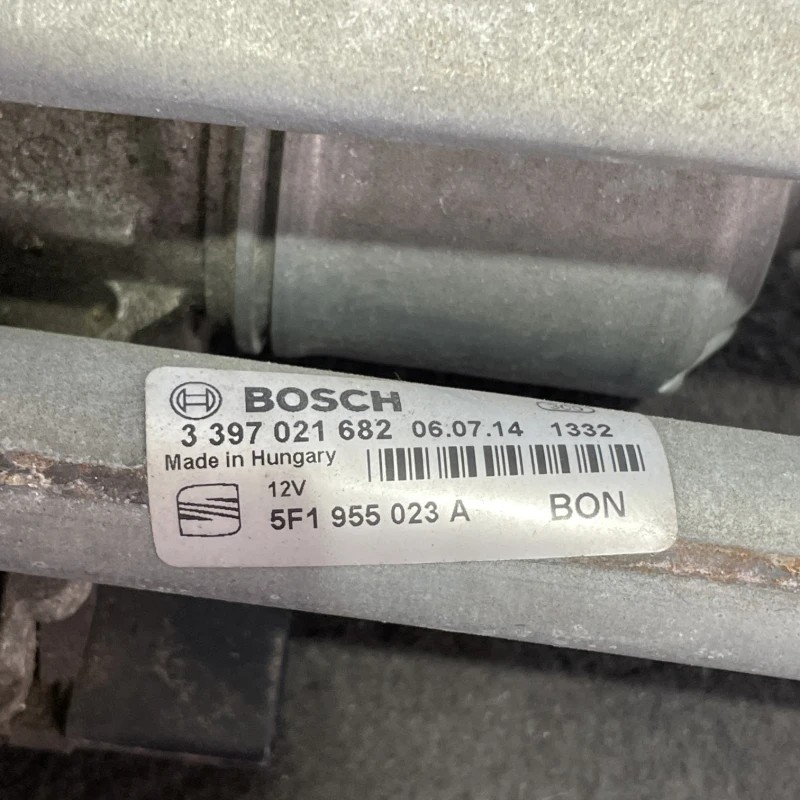 BOSCH
3 397 021 682 06.07.14 1332
Made in Hungary
12V
5F1 955 023 A BON